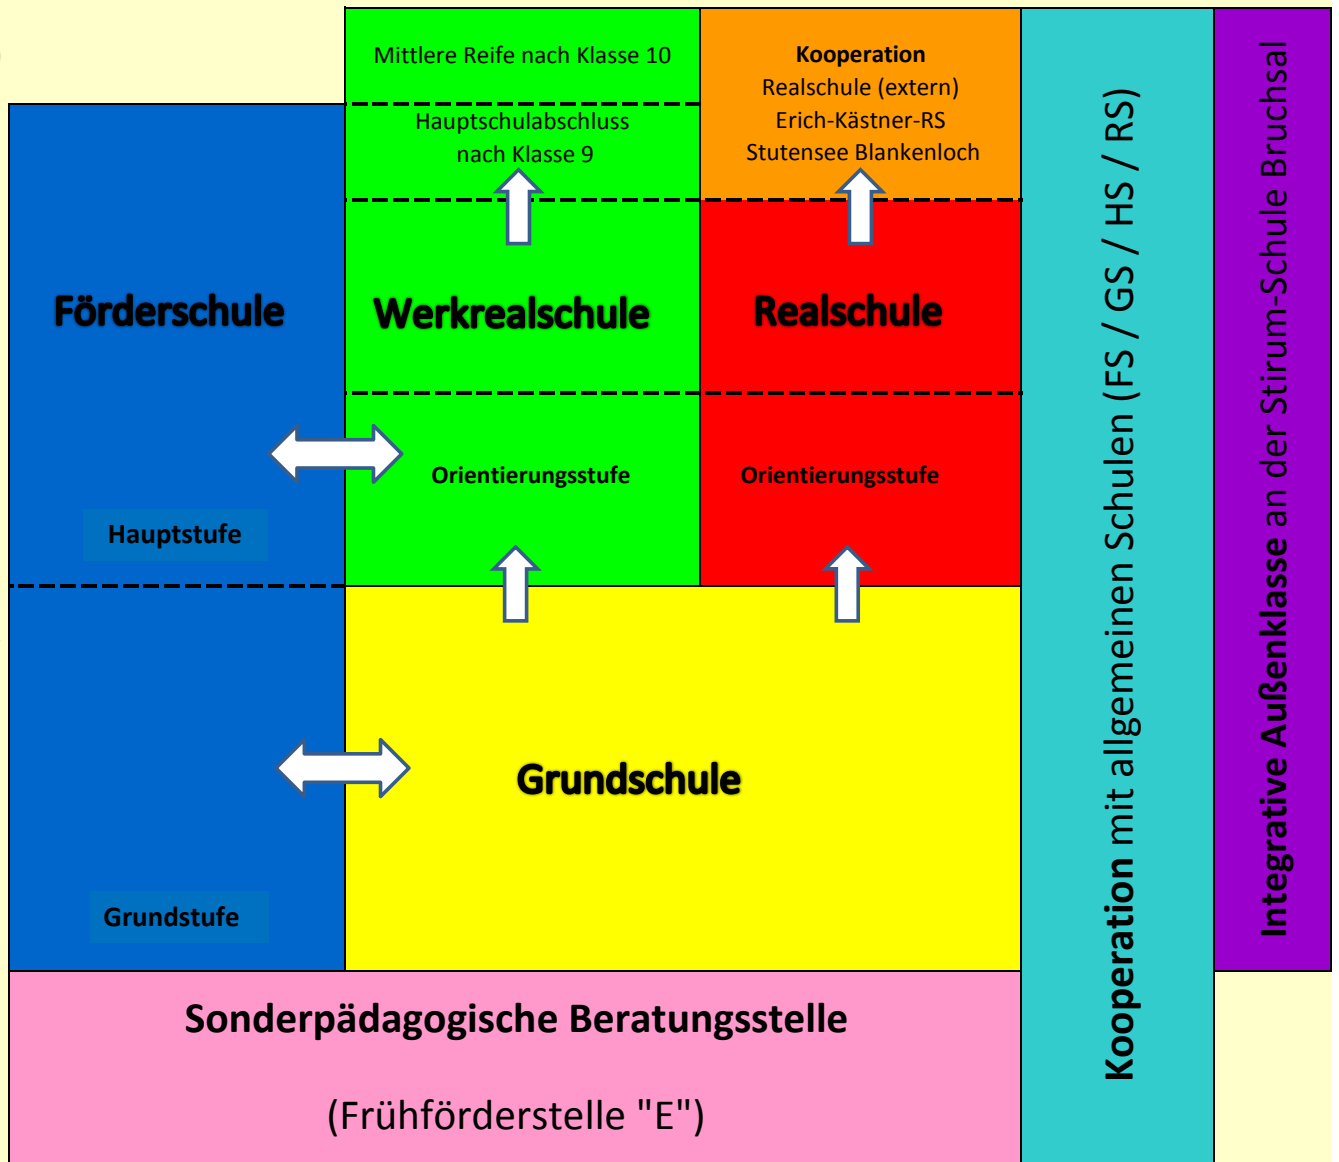 Mittlere Reife nach Klasse 10
Hauptschulabschluss
nach Klasse 9
Kooperation
Realschule (extern)
Erich-Kästner-RS
Stutensee Blankenloch
Förderschule
Werkrealschule
Realschule
Orientierungsstufe
Orientierungsstufe
Hauptstufe
Grundschule
Grundstufe
Sonderpädagogische Beratungsstelle
(Frühförderstelle "E")
Kooperation mit allgemeinen Schulen (FS / GS / HS / RS)
Integrative Außenklasse an der Stirum-Schule Bruchsal